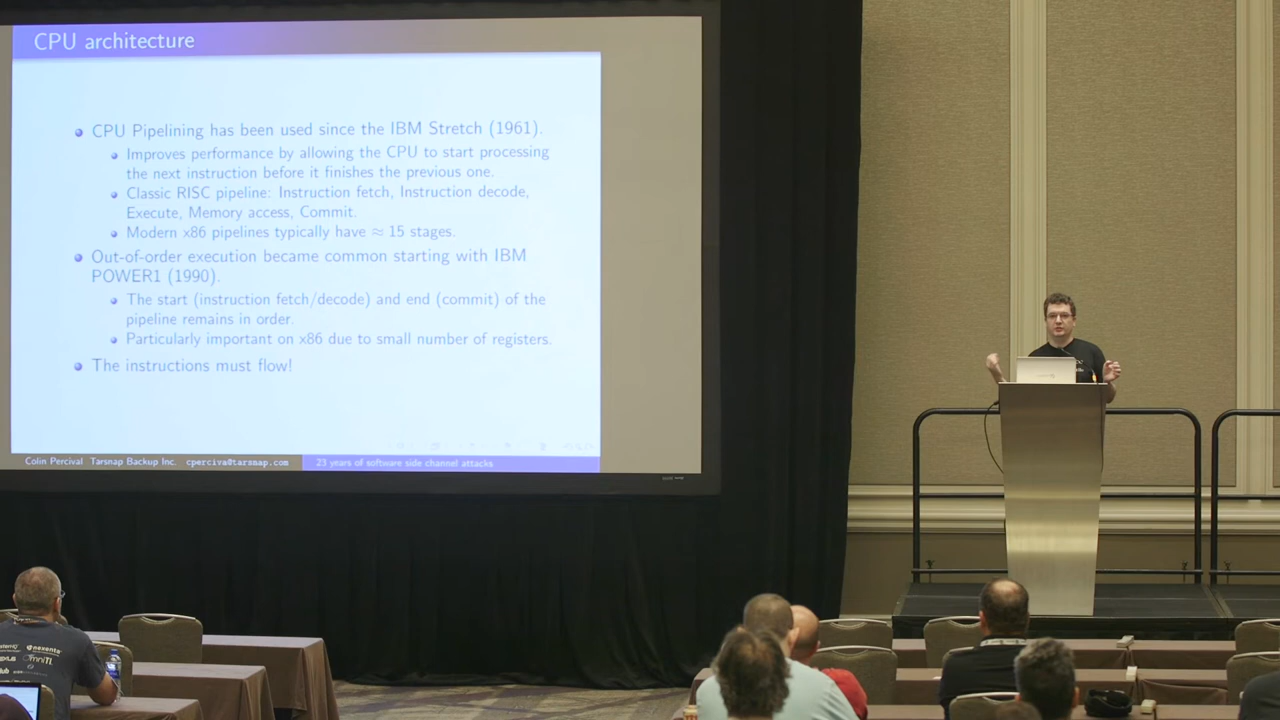 CPU architecture
CPU Pipelining has been used since the IBM Stretch (1961).
Improves performance by allowing the CPU to start processing
the next instruction before it finishes the previous one.
Classic RISC pipeline: Instruction fetch, Instruction decode,
Execute, Memory access, Commit.
Modern x86 pipelines typically have ≈ 15 stages.
Out-of-order execution became common starting with IBM
POWER1 (1990).
The start (instruction fetch/decode) and end (commit) of the
pipeline remains in order.
Particularly important on x86 due to small number of registers.
The instructions must flow!
Colin Percival Tarsnap Backup Inc. cperciva@tarsnap.com
23 years of software side channel attacks
nexenta
OmniTI